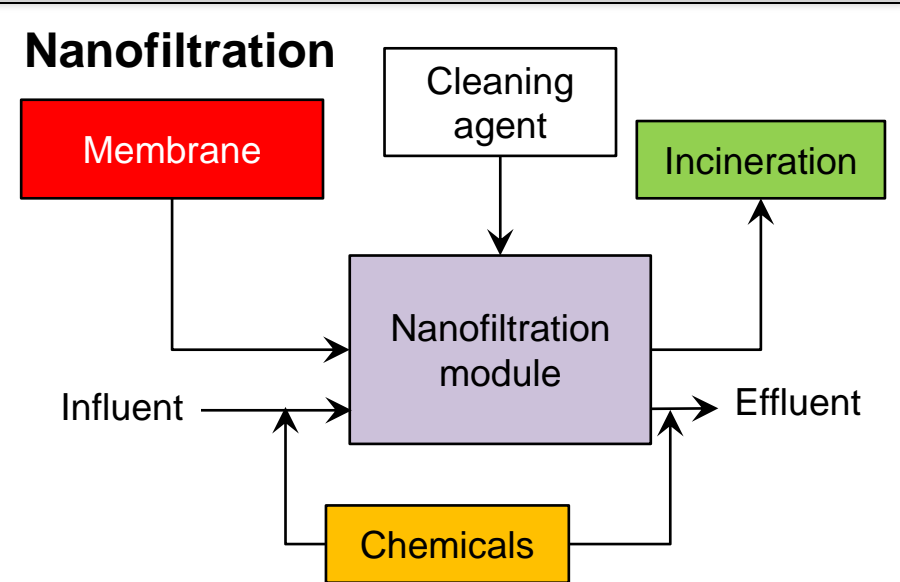 Nanofiltration
Cleaning
agent
Membrane
Incineration
Nanofiltration
module
Influent
Effluent
Chemicals